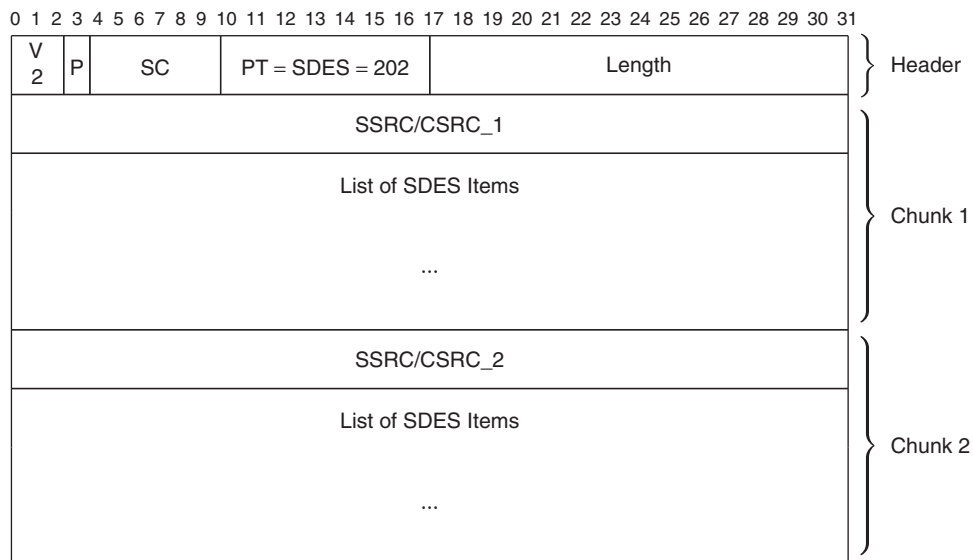 0 1 2 3 4 5 6 7 8 9 10 11 12 13 14 15 16 17 18 19 20 21 22 23 24 25 26 27 28 29 30 31
V
2
P
SC
PT = SDES = 202
Length
Header
SSRC/CSRC_1
List of SDES Items
...
Chunk 1
SSRC/CSRC_2
List of SDES Items
...
Chunk 2